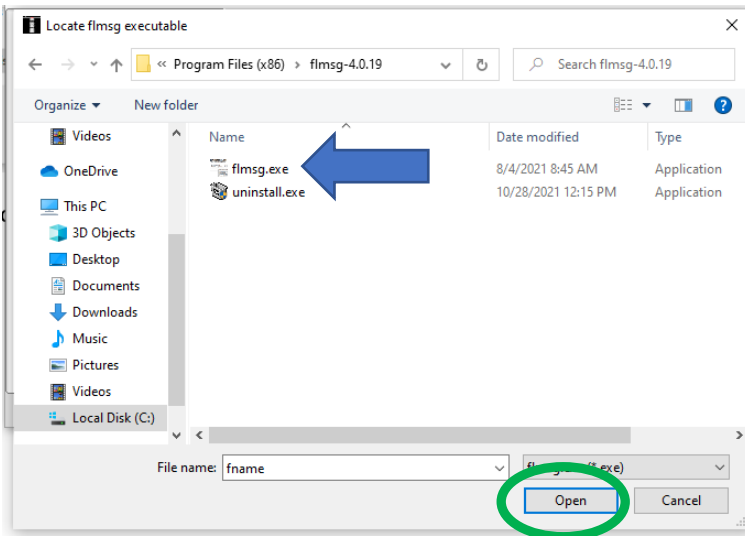 Locate flmsg executable
« Program Files (x86) › flmsg-4.0.19
Search flmsg-4.0.19
Organize
New folder
Name
Date modified
Type
Videos
OneDrive
This PC
3D Objects
Desktop
Documents
Downloads
Music
Pictures
Videos
Local Disk (C:)
flmsg.exe 8/4/2021 8:45 AM Application
uninstall.exe 10/28/2021 12:15 PM Application
File name: fname
Open
Cancel